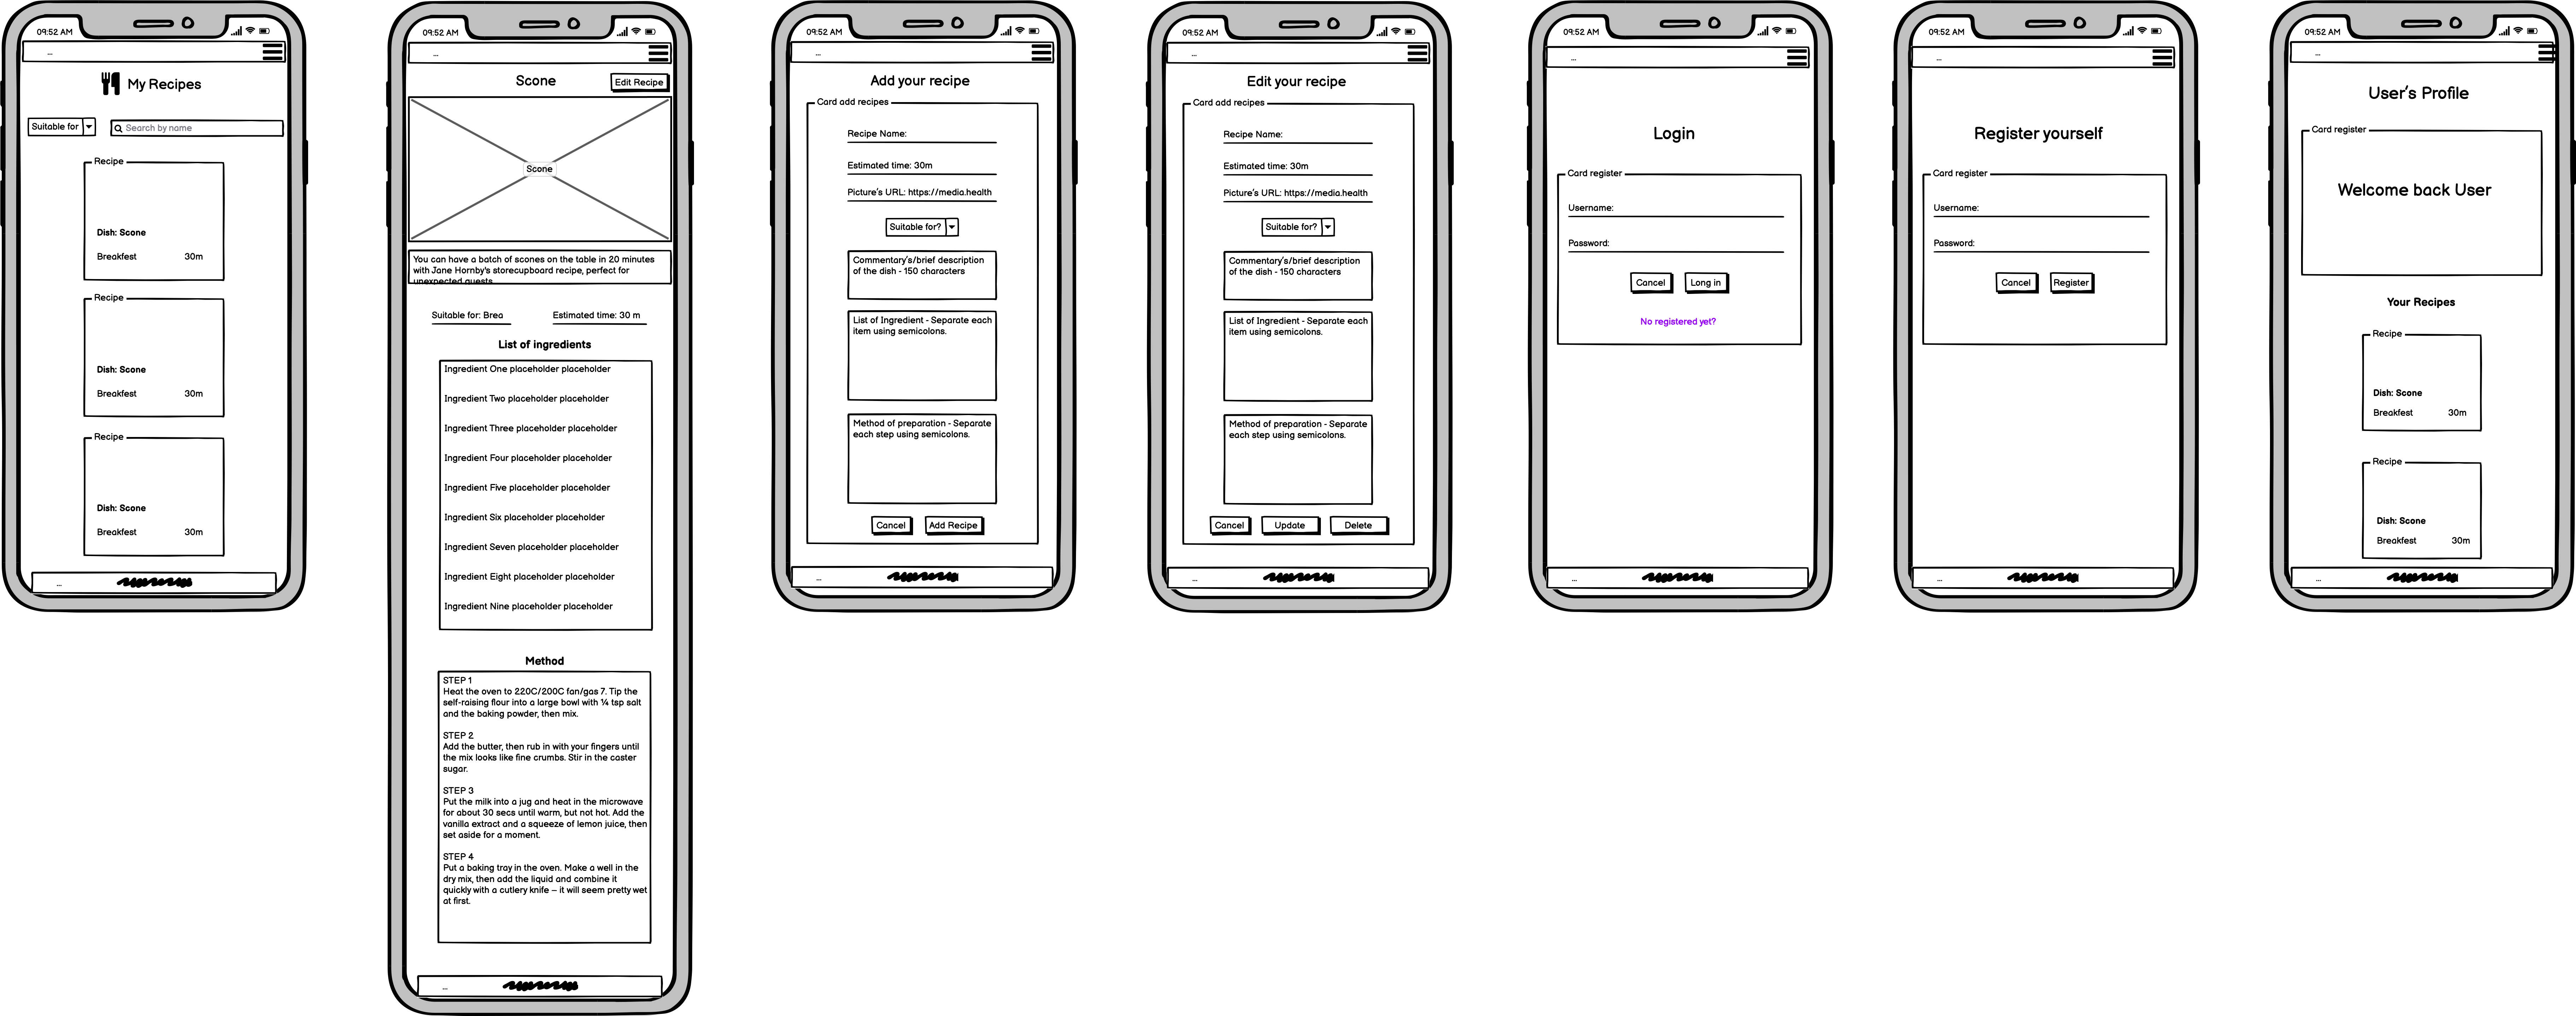 09:52 AM
...
My Recipes
Suitable for
Search by name
Recipe
Dish: Scone
Breakfast 30m
Recipe
Dish: Scone
Breakfast 30m
Recipe
Dish: Scone
Breakfast 30m
...
09:52 AM
...
Scone
Edit Recipe
Scone
You can have a batch of scones on the table in 20 minutes
with Jane Hornby's storecupboard recipe, perfect for
unexpected guests
Suitable for: Brea
Estimated time: 30 m
List of ingredients
Ingredient One placeholder placeholder
Ingredient Two placeholder placeholder
Ingredient Three placeholder placeholder
Ingredient Four placeholder placeholder
Ingredient Five placeholder placeholder
Ingredient Six placeholder placeholder
Ingredient Seven placeholder placeholder
Ingredient Eight placeholder placeholder
Ingredient Nine placeholder placeholder
Method
STEP 1
Heat the oven to 220C/200C fan/gas 7. Tip the
self-raising flour into a large bowl with ¼ tsp salt
and the baking powder, then mix.
STEP 2
Add the butter, then rub in with your fingers until
the mix looks like fine crumbs. Stir in the caster
sugar.
STEP 3
Put the milk into a jug and heat in the microwave
for about 30 secs until warm, but not hot. Add the
vanilla extract and a squeeze of lemon juice, then
set aside for a moment.
STEP 4
Put a baking tray in the oven. Make a well in the
dry mix, then add the liquid and combine it
quickly with a cutlery knife – it will seem pretty wet
at first.
...
09:52 AM
...
Add your recipe
Card add recipes
Recipe Name:
Estimated time: 30m
Picture's URL: https://media.health
Suitable for?
Commentary's/brief description
of the dish - 150 characters
List of Ingredient - Separate each
item using semicolons.
Method of preparation - Separate
each step using semicolons.
Cancel
Add Recipe
...
09:52 AM
...
Edit your recipe
Card add recipes
Recipe Name:
Estimated time: 30m
Picture's URL: https://media.health
Suitable for?
Commentary's/brief description
of the dish - 150 characters
List of Ingredient - Separate each
item using semicolons.
Method of preparation - Separate
each step using semicolons.
Cancel
Update
Delete
...
09:52 AM
...
Login
Card register
Username:
Password:
Cancel
Long in
No registered yet?
...
09:52 AM
...
Register yourself
Card register
Username:
Password:
Cancel
Register
...
09:52 AM
...
User's Profile
Card register
Welcome back User
Your Recipes
Recipe
Dish: Scone
Breakfast 30m
Recipe
Dish: Scone
Breakfast 30m
...